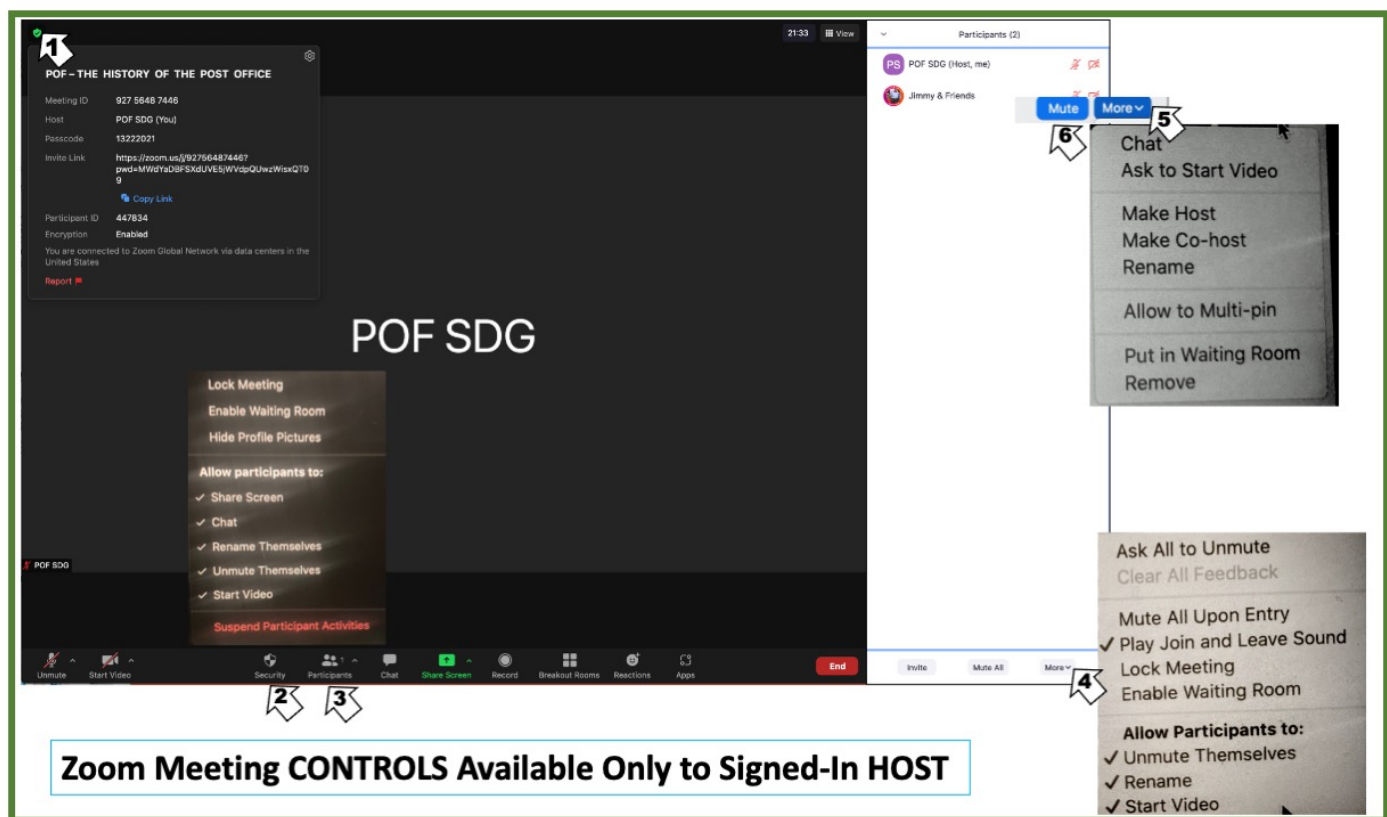 1
21:33 View
POF – THE HISTORY OF THE POST OFFICE
Meeting ID 927 5648 7446
Host POF SDG (You)
Passcode 13222021
Invite Link https://zoom.us/j/92756487446?
pwd=MWdYaDBFSXdUVE5jWVdpQUwzWisxQT0
9
Copy Link
Participant ID 447834
Encryption Enabled
You are connected to Zoom Global Network via data centers in the
United States
Report
POF SDG
Lock Meeting
Enable Waiting Room
Hide Profile Pictures
Allow participants to:
✓ Share Screen
✓ Chat
✓ Rename Themselves
✓ Unmute Themselves
✓ Start Video
Suspend Participant Activities
POF SDG
Unmute Start Video Security Participants 1 Chat Share Screen Record Breakout Rooms Reactions Apps End
2 3
Participants (2)
PS POF SDG (Host, me)
Jimmy & Friends
Mute More
6 5
Chat
Ask to Start Video
Make Host
Make Co-host
Rename
Allow to Multi-pin
Put in Waiting Room
Remove
Invite Mute All More
4
Ask All to Unmute
Clear All Feedback
Mute All Upon Entry
✓ Play Join and Leave Sound
Lock Meeting
Enable Waiting Room
Allow Participants to:
✓ Unmute Themselves
✓ Rename
✓ Start Video
Zoom Meeting CONTROLS Available Only to Signed-In HOST